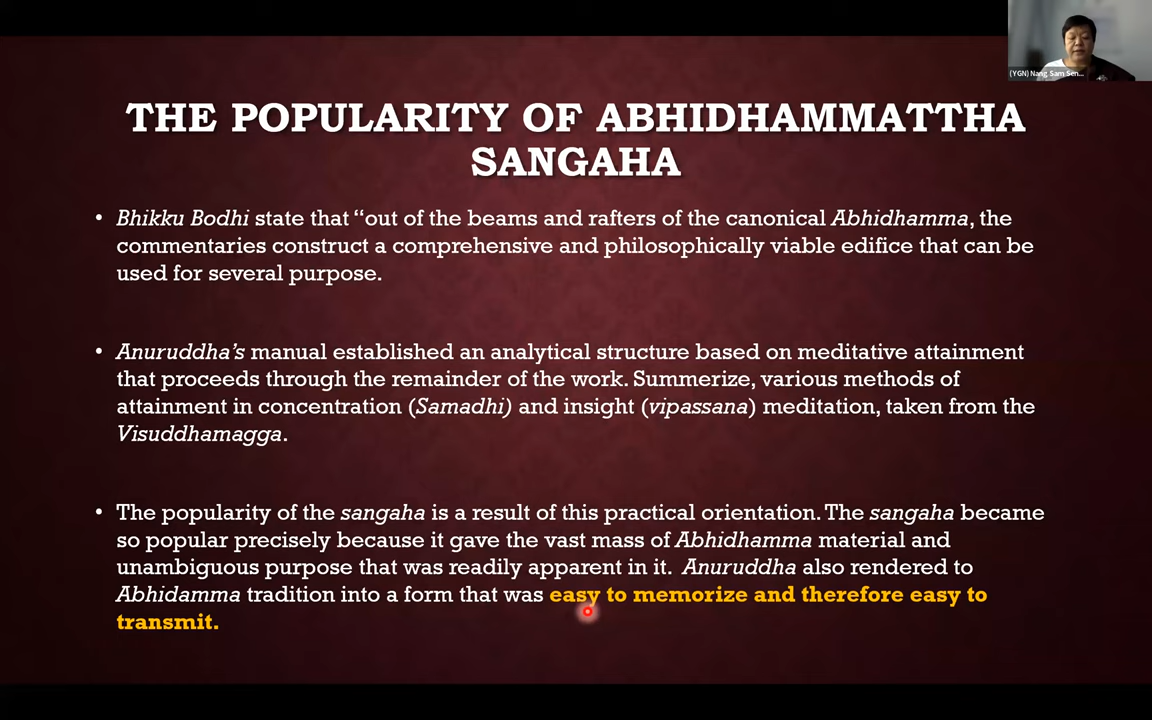 (YGN) Nang Sam Sen...
THE POPULARITY OF ABHIDHAMMATTHA
SANGAHA
• Bhikku Bodhi state that “out of the beams and rafters of the canonical Abhidhamma, the
commentaries construct a comprehensive and philosophically viable edifice that can be
used for several purpose.
• Anuruddha’s manual established an analytical structure based on meditative attainment
that proceeds through the remainder of the work. Summerize, various methods of
attainment in concentration (Samadhi) and insight (vipassana) meditation, taken from the
Visuddhamagga.
• The popularity of the sangaha is a result of this practical orientation. The sangaha became
so popular precisely because it gave the vast mass of Abhidhamma material and
unambiguous purpose that was readily apparent in it. Anuruddha also rendered to
Abhidamma tradition into a form that was easy to memorize and therefore easy to
transmit.